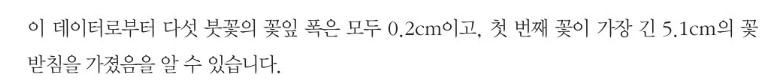 이 데이터로부터 다섯 붓꽃의 꽃잎 폭은 모두 0.2cm이고, 첫 번째 꽃이 가장 긴 5.1cm의 꽃
받침을 가졌음을 알 수 있습니다.